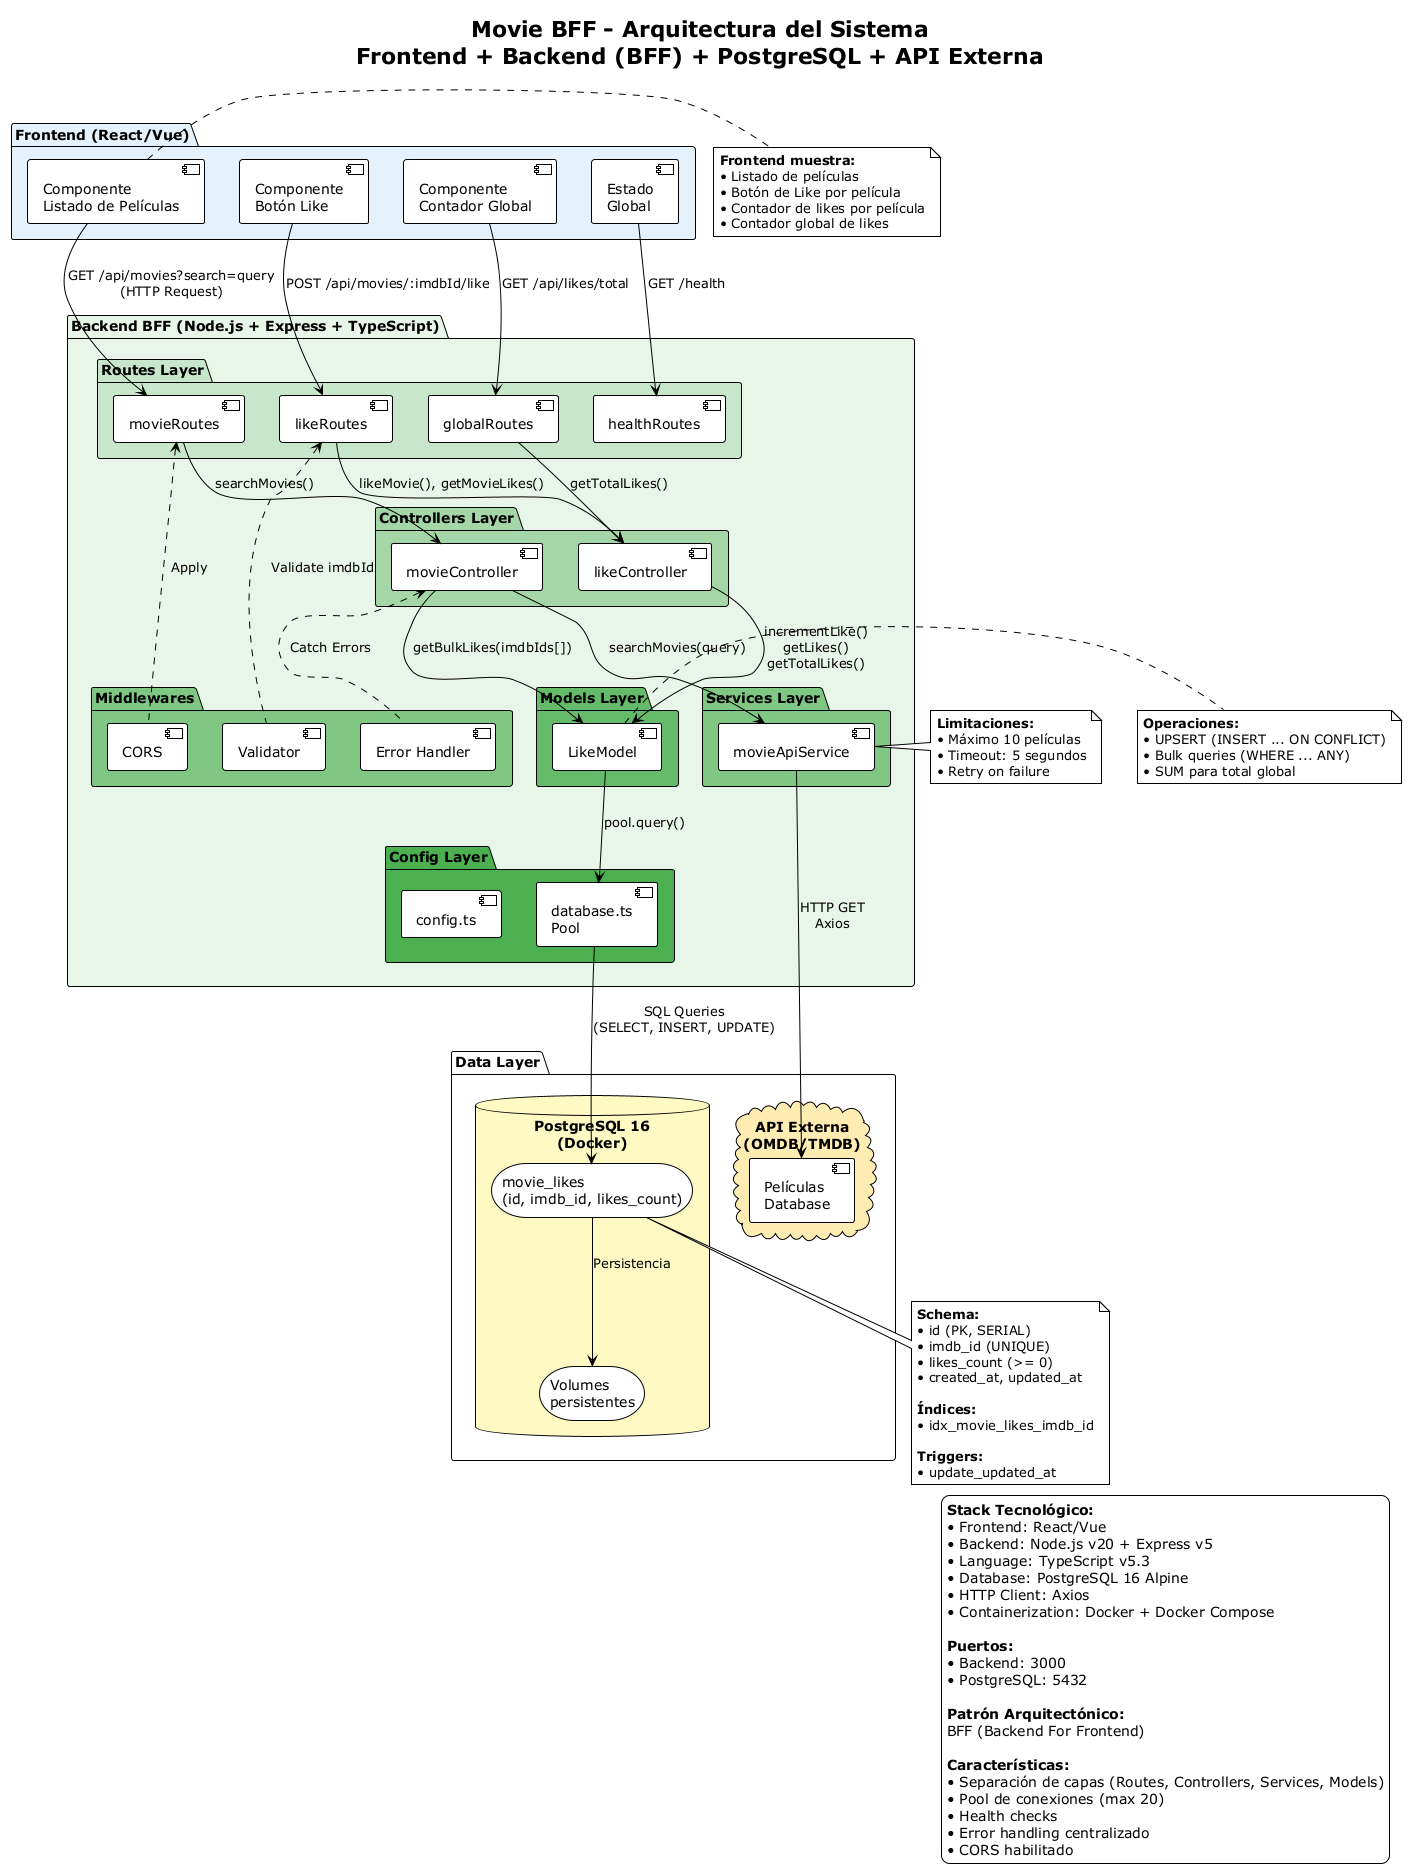 Movie BFF - Arquitectura del Sistema
Frontend + Backend (BFF) + PostgreSQL + API Externa
Frontend (React/Vue)
Componente
Listado de Películas
Componente
Botón Like
Componente
Contador Global
Estado
Global
Frontend muestra:
• Listado de películas
• Botón de Like por película
• Contador de likes por película
• Contador global de likes
GET /api/movies?search=query
(HTTP Request)
POST /api/movies/:imdbId/like
GET /api/likes/total
GET /health
Backend BFF (Node.js + Express + TypeScript)
Routes Layer
movieRoutes
likeRoutes
globalRoutes
healthRoutes
searchMovies()
likeMovie(), getMovieLikes()
getTotalLikes()
Controllers Layer
movieController
likeController
Apply
Validate imdbId
Catch Errors
getBulkLikes(imdbIds[])
searchMovies(query)
incrementLike()
getLikes()
getTotalLikes()
Middlewares
CORS
Validator
Error Handler
Models Layer
LikeModel
Services Layer
movieApiService
Limitaciones:
• Máximo 10 películas
• Timeout: 5 segundos
• Retry on failure
Operaciones:
• UPSERT (INSERT ... ON CONFLICT)
• Bulk queries (WHERE ... ANY)
• SUM para total global
pool.query()
Config Layer
config.ts
database.ts
Pool
HTTP GET
Axios
SQL Queries
(SELECT, INSERT, UPDATE)
Data Layer
PostgreSQL 16
(Docker)
movie_likes
(id, imdb_id, likes_count)
API Externa
(OMDB/TMDB)
Películas
Database
Persistencia
Volumes
persistentes
Schema:
• id (PK, SERIAL)
• imdb_id (UNIQUE)
• likes_count (>= 0)
• created_at, updated_at
Índices:
• idx_movie_likes_imdb_id
Triggers:
• update_updated_at
Stack Tecnológico:
• Frontend: React/Vue
• Backend: Node.js v20 + Express v5
• Language: TypeScript v5.3
• Database: PostgreSQL 16 Alpine
• HTTP Client: Axios
• Containerization: Docker + Docker Compose
Puertos:
• Backend: 3000
• PostgreSQL: 5432
Patrón Arquitectónico:
BFF (Backend For Frontend)
Características:
• Separación de capas (Routes, Controllers, Services, Models)
• Pool de conexiones (max 20)
• Health checks
• Error handling centralizado
• CORS habilitado